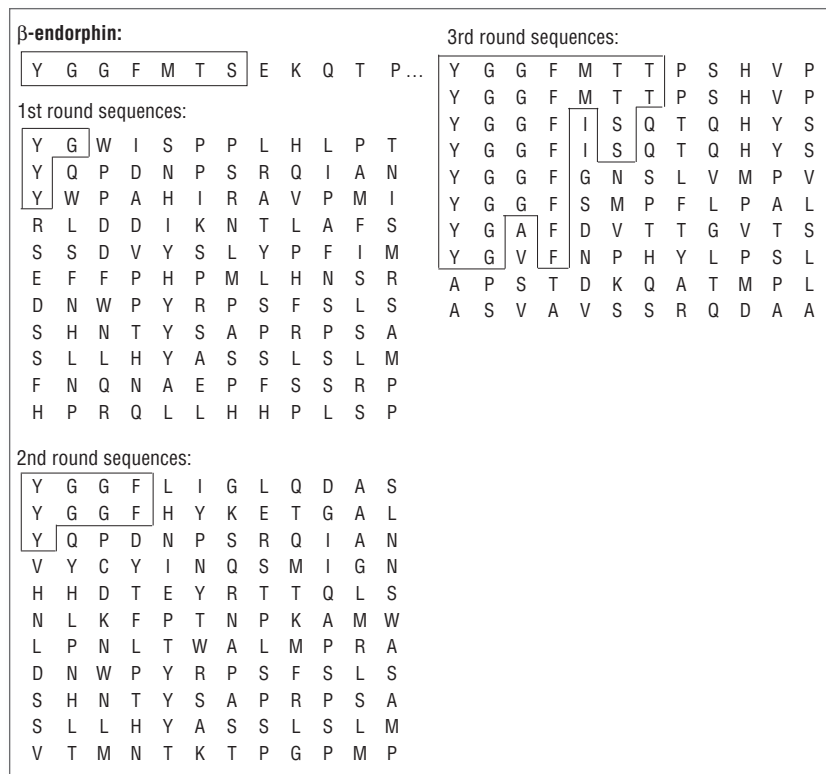 β-endorphin:
Y G G F M T S E K Q T P...
1st round sequences:
Y G W I S P P L H L P T
Y Q P D N P S R Q I A N
Y W P A H I R A V P M I
R L D D I K N T L A F S
S S D V Y S L Y P F I M
E F F P H P M L H N S R
D N W P Y R P S F S L S
S H N T Y S A P R P S A
S L L H Y A S S L S L M
F N Q N A E P F S S R P
H P R Q L L H H P L S P
2nd round sequences:
Y G G F L I G L Q D A S
Y G G F H Y K E T G A L
Y Q P D N P S R Q I A N
V Y C Y I N Q S M I G N
H H D T E Y R T T Q L S
N L K F P T N P K A M W
L P N L T W A L M P R A
D N W P Y R P S F S L S
S H N T Y S A P R P S A
S L L H Y A S S L S L M
V T M N T K T P G P M P
3rd round sequences:
Y G G F M T T P S H V P
Y G G F M T T P S H V P
Y G G F I S Q T Q H Y S
Y G G F I S Q T Q H Y S
Y G G F G N S L V M P V
Y G G F S M P F L P A L
Y G A F D V T T G V T S
Y G V F N P H Y L P S L
A P S T D K Q A T M P L
A S V A V S S R Q D A A